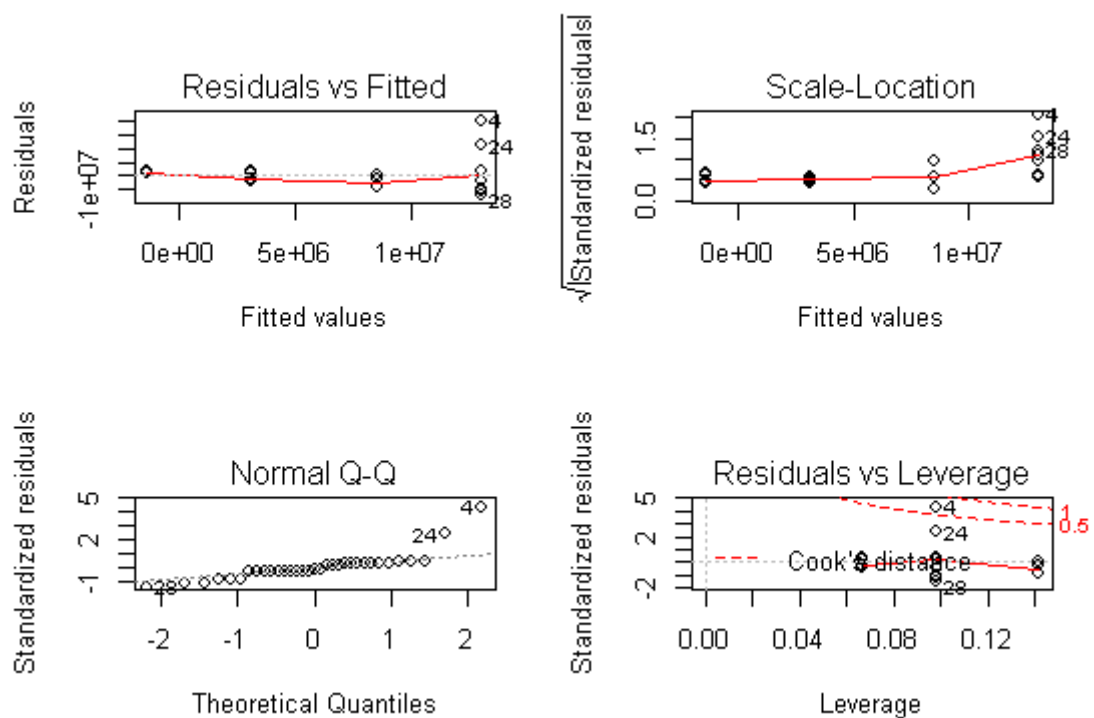 Residuals vs Fitted
Residuals
-1e+07
4
24
28
0e+00 5e+06 1e+07
Fitted values
Scale-Location
√|Standardized residuals|
0.0 1.5
4
24
28
0e+00 5e+06 1e+07
Fitted values
Normal Q-Q
Standardized residuals
-1 2 5
4
24
28
-2 -1 0 1 2
Theoretical Quantiles
Residuals vs Leverage
Standardized residuals
-2 2 5
4
24
28
1
0.5
Cook's distance
0.00 0.04 0.08 0.12
Leverage